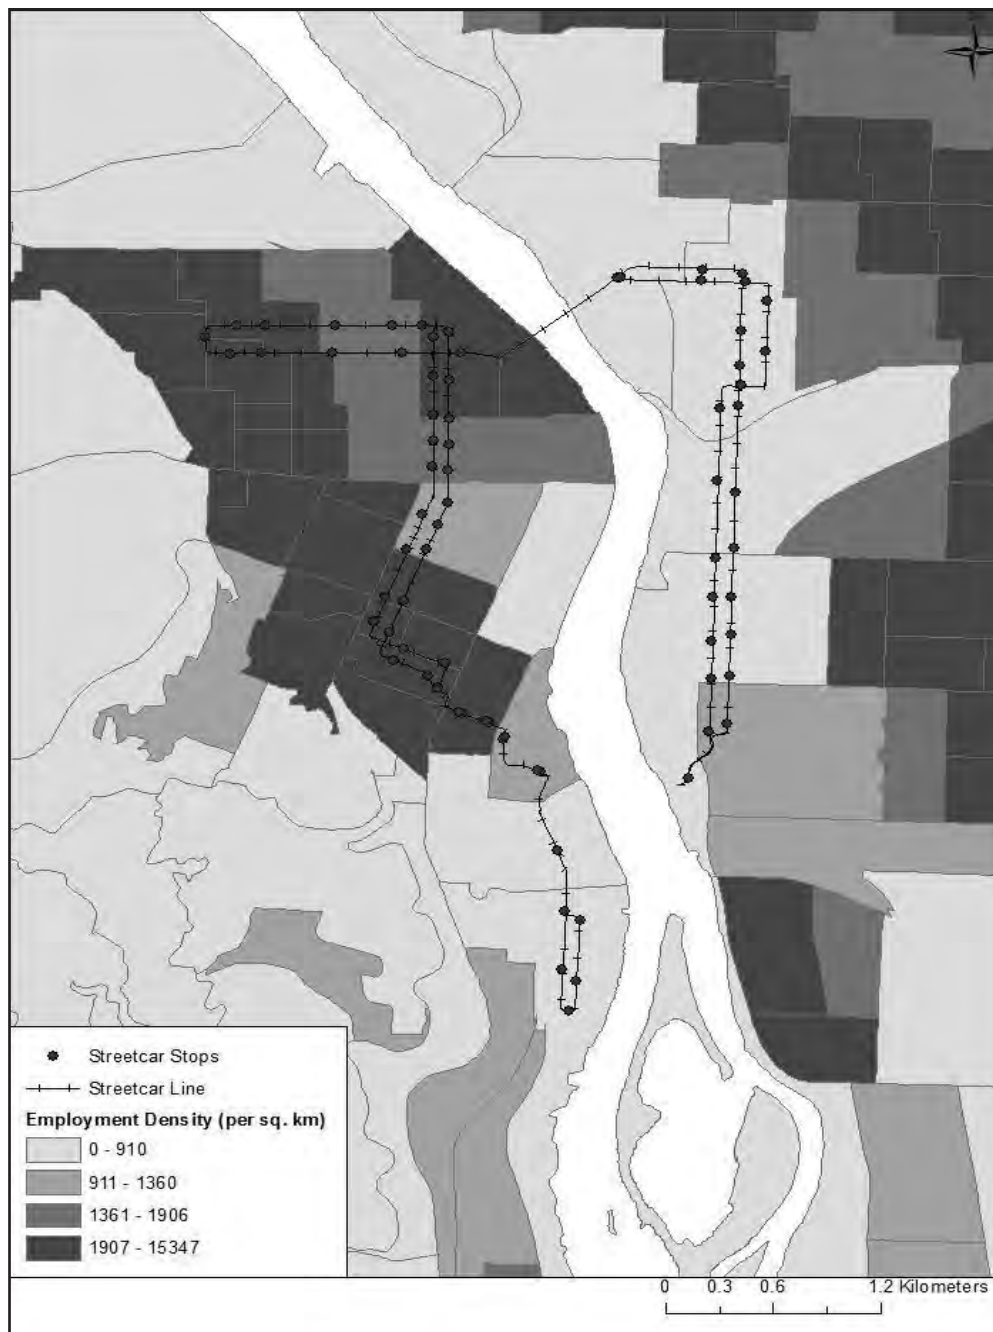 Streetcar Stops
Streetcar Line
Employment Density (per sq. km)
0 - 910
911 - 1360
1361 - 1906
1907 - 15347
0 0.3 0.6 1.2 Kilometers